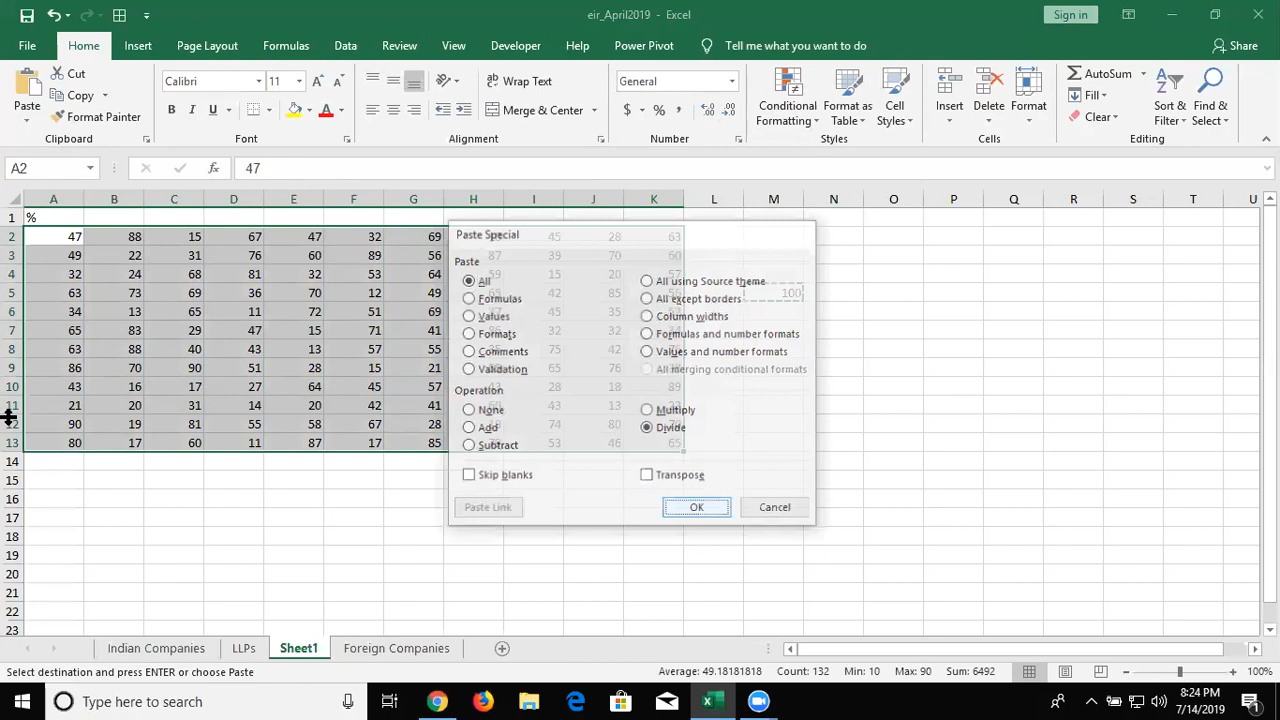 eir_April2019 - Excel
Sign in
File Home Insert Page Layout Formulas Data Review View Developer Help Power Pivot Tell me what you want to do Share
Paste Cut Copy Format Painter Clipboard
Calibri 11 B I U A Font
Wrap Text Merge & Center Alignment
General $ % , Number
Conditional Formatting Format as Table Cell Styles Styles
Insert Delete Format Cells
AutoSum Fill Clear Sort & Filter Find & Select Editing
A2 fx 47
A B C D E F G H I J K L M N O P Q R S T U
1 %
2 47 88 15 67 47 32 69 45 28 63
3 49 22 31 76 60 89 56 87 39 70 60
4 32 24 68 81 32 53 64 59 15 20 57
5 63 73 69 36 70 12 49 42 85 100
6 34 13 65 11 72 51 69 45 35
7 65 83 29 47 15 71 41 32 32
8 63 88 40 43 13 57 55 75 42
9 86 70 90 51 28 15 21 65 76
10 43 16 17 27 64 45 57 28 18 89
11 21 20 31 14 20 42 41 43 13
12 90 19 81 55 58 67 28 74 80
13 80 17 60 11 87 17 85 53 46 65
14
15
16
17
18
19
20
21
22
23
Paste Special
Paste
All All using Source theme
Formulas All except borders
Values Column widths
Formats Formulas and number formats
Comments Values and number formats
Validation All merging conditional formats
Operation
None Multiply
Add Divide
Subtract
Skip blanks Transpose
Paste Link OK Cancel
Indian Companies LLPs Sheet1 Foreign Companies
Select destination and press ENTER or choose Paste Average: 49.18181818 Count: 132 Min: 10 Max: 90 Sum: 6492 100%
Type here to search
8:24 PM
7/14/2019
1